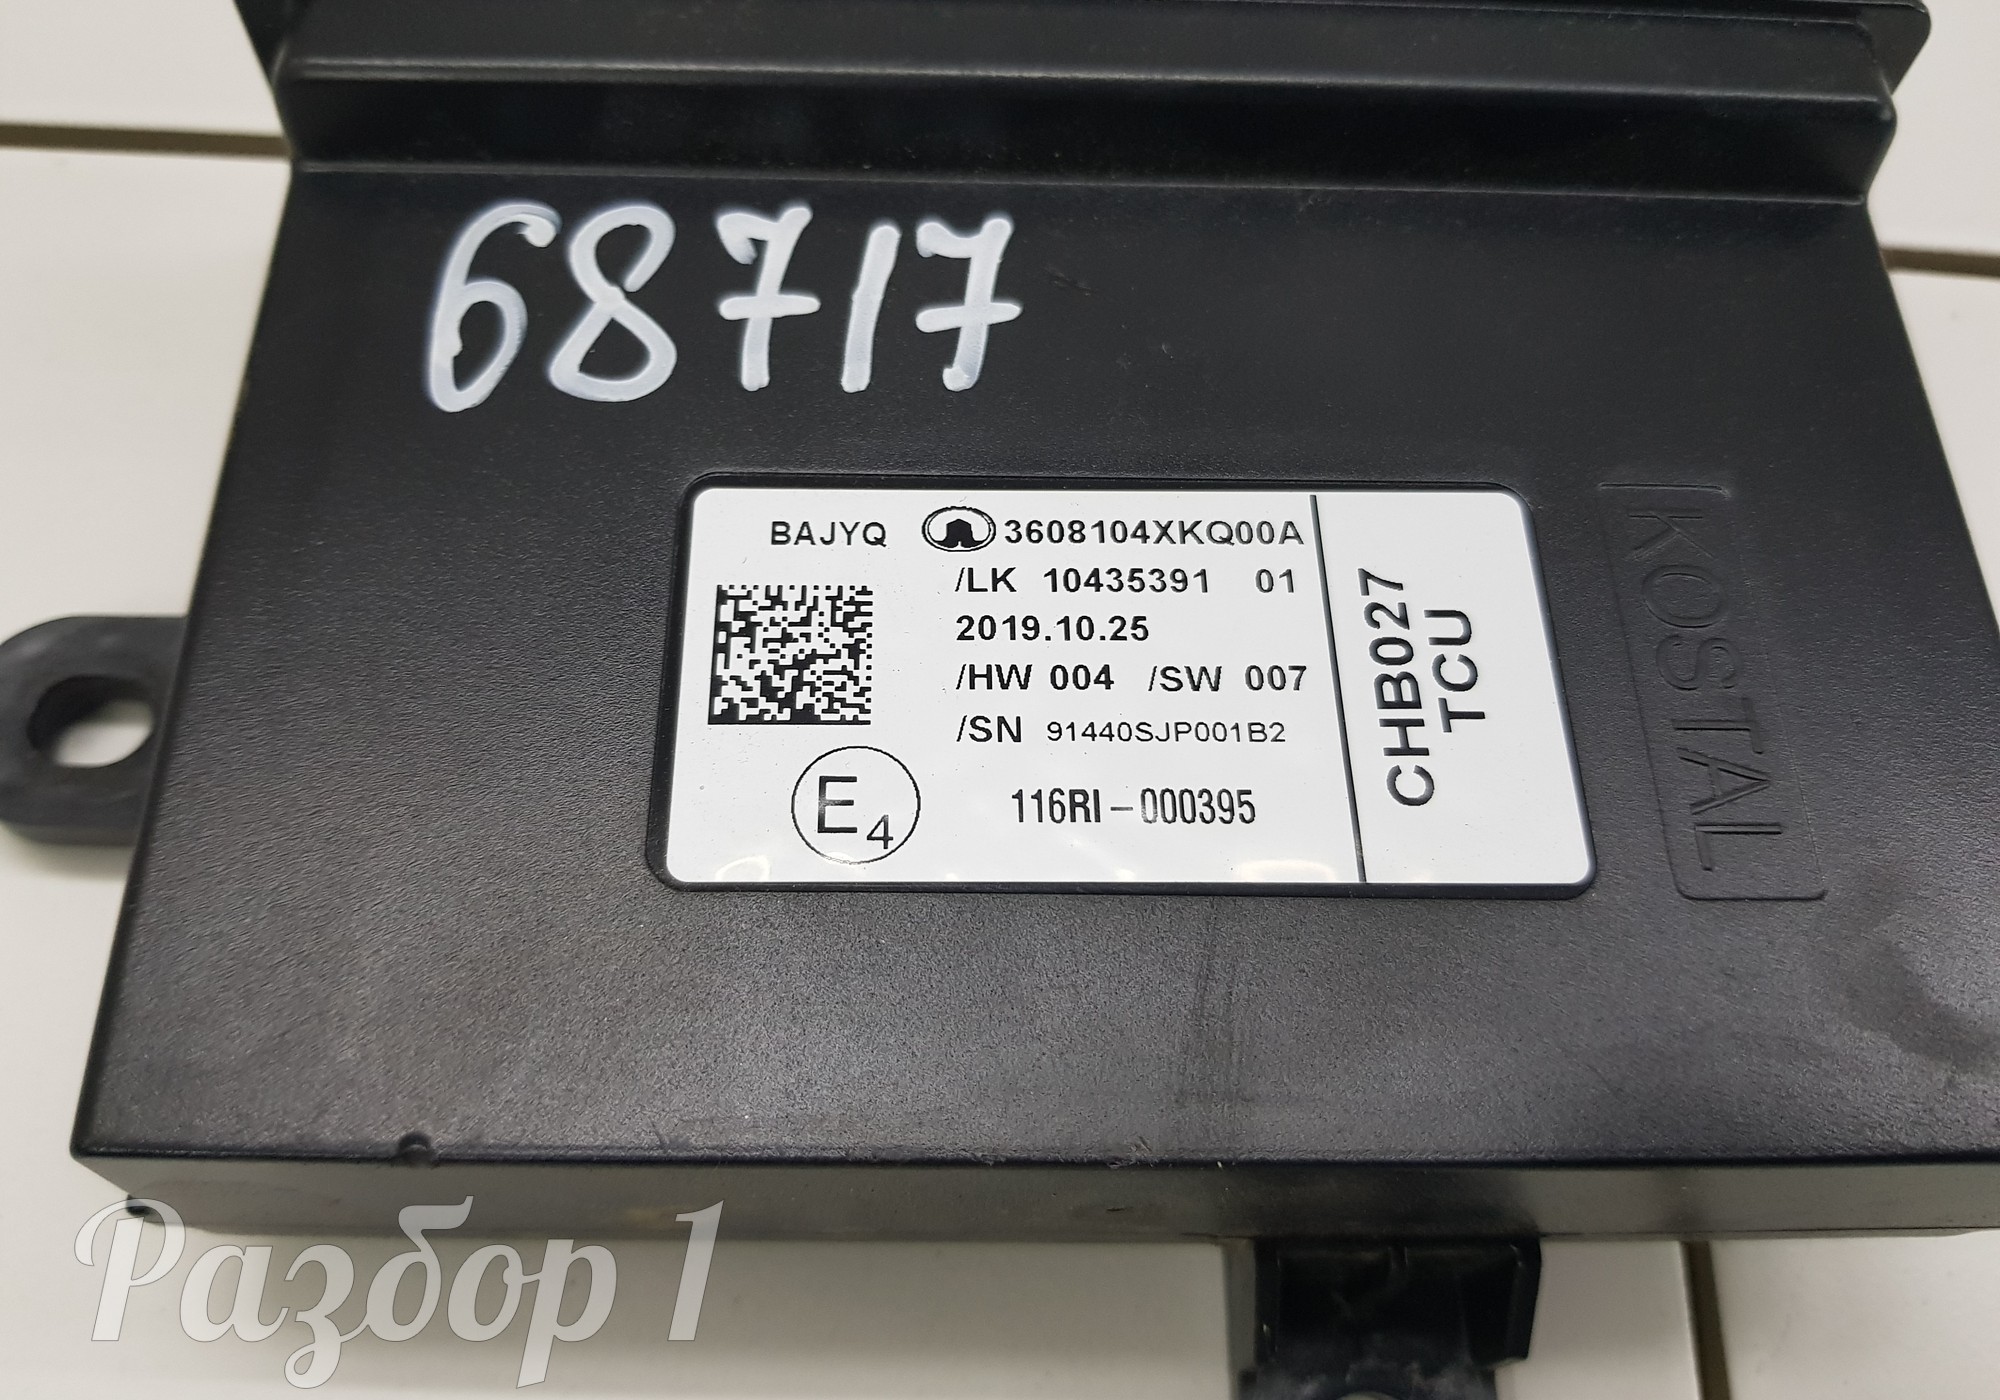 68717
BAJYQ 3608104XKQ00A
/LK 10435391 01
2019.10.25
/HW 004 /SW 007
/SN 91440SJP001B2
E4
116RI-000395
CHB027
TCU
KOSTAL
Разбор 1